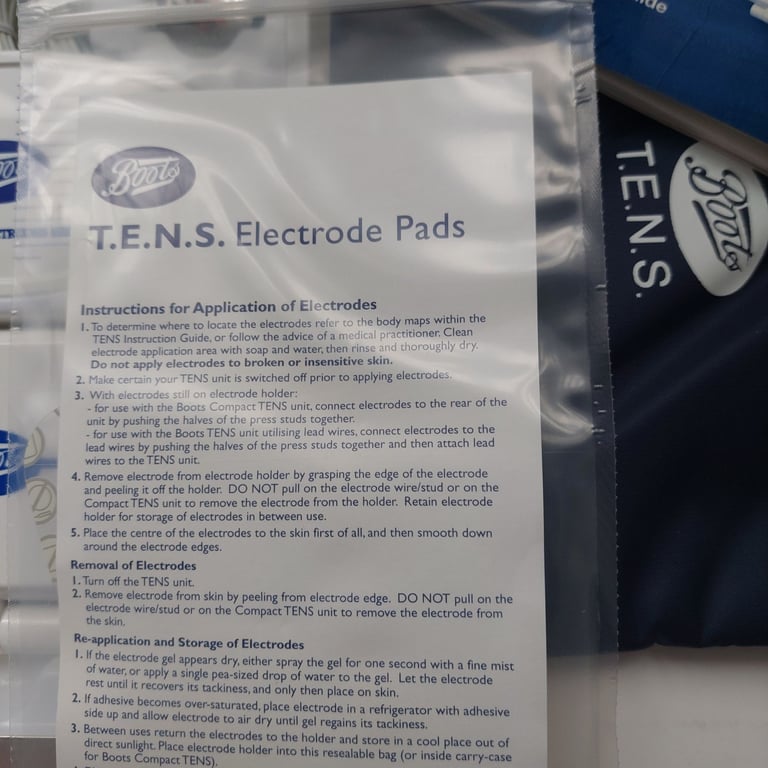 Boots
T.E.N.S. Electrode Pads
Instructions for Application of Electrodes
1. To determine where to locate the electrodes refer to the body maps within the
TENS Instruction Guide, or follow the advice of a medical practitioner. Clean
electrode application area with soap and water, then rinse and thoroughly dry.
Do not apply electrodes to broken or insensitive skin.
2. Make certain your TENS unit is switched off prior to applying electrodes.
3. With electrodes still on electrode holder:
- for use with the Boots Compact TENS unit, connect electrodes to the rear of the
unit by pushing the halves of the press studs together.
- for use with the Boots TENS unit utilising lead wires, connect electrodes to the
lead wires by pushing the halves of the press studs together and then attach lead
wires to the TENS unit.
4. Remove electrode from electrode holder by grasping the edge of the electrode
and peeling it off the holder. DO NOT pull on the electrode wire/stud or on the
Compact TENS unit to remove the electrode from the holder. Retain electrode
holder for storage of electrodes in between use.
5. Place the centre of the electrodes to the skin first of all, and then smooth down
around the electrode edges.
Removal of Electrodes
1. Turn off the TENS unit.
2. Remove electrode from skin by peeling from electrode edge. DO NOT pull on the
electrode wire/stud or on the Compact TENS unit to remove the electrode from
the skin.
Re-application and Storage of Electrodes
1. If the electrode gel appears dry, either spray the gel for one second with a fine mist
of water, or apply a single pea-sized drop of water to the gel. Let the electrode
rest until it recovers its tackiness, and only then place on skin.
2. If adhesive becomes over-saturated, place electrode in a refrigerator with adhesive
side up and allow electrode to air dry until gel regains its tackiness.
3. Between uses return the electrodes to the holder and store in a cool place out of
direct sunlight. Place electrode holder into this resealable bag (or inside carry-case
for Boots Compact TENS).
Boots
T.E.N.S.